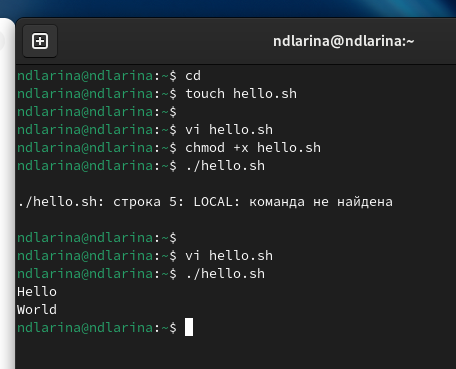 ndlarina@ndlarina:~
ndlarina@ndlarina:~$ cd
ndlarina@ndlarina:~$ touch hello.sh
ndlarina@ndlarina:~$
ndlarina@ndlarina:~$ vi hello.sh
ndlarina@ndlarina:~$ chmod +x hello.sh
ndlarina@ndlarina:~$ ./hello.sh
./hello.sh: строка 5: LOCAL: команда не найдена
ndlarina@ndlarina:~$
ndlarina@ndlarina:~$ vi hello.sh
ndlarina@ndlarina:~$ ./hello.sh
Hello
World
ndlarina@ndlarina:~$